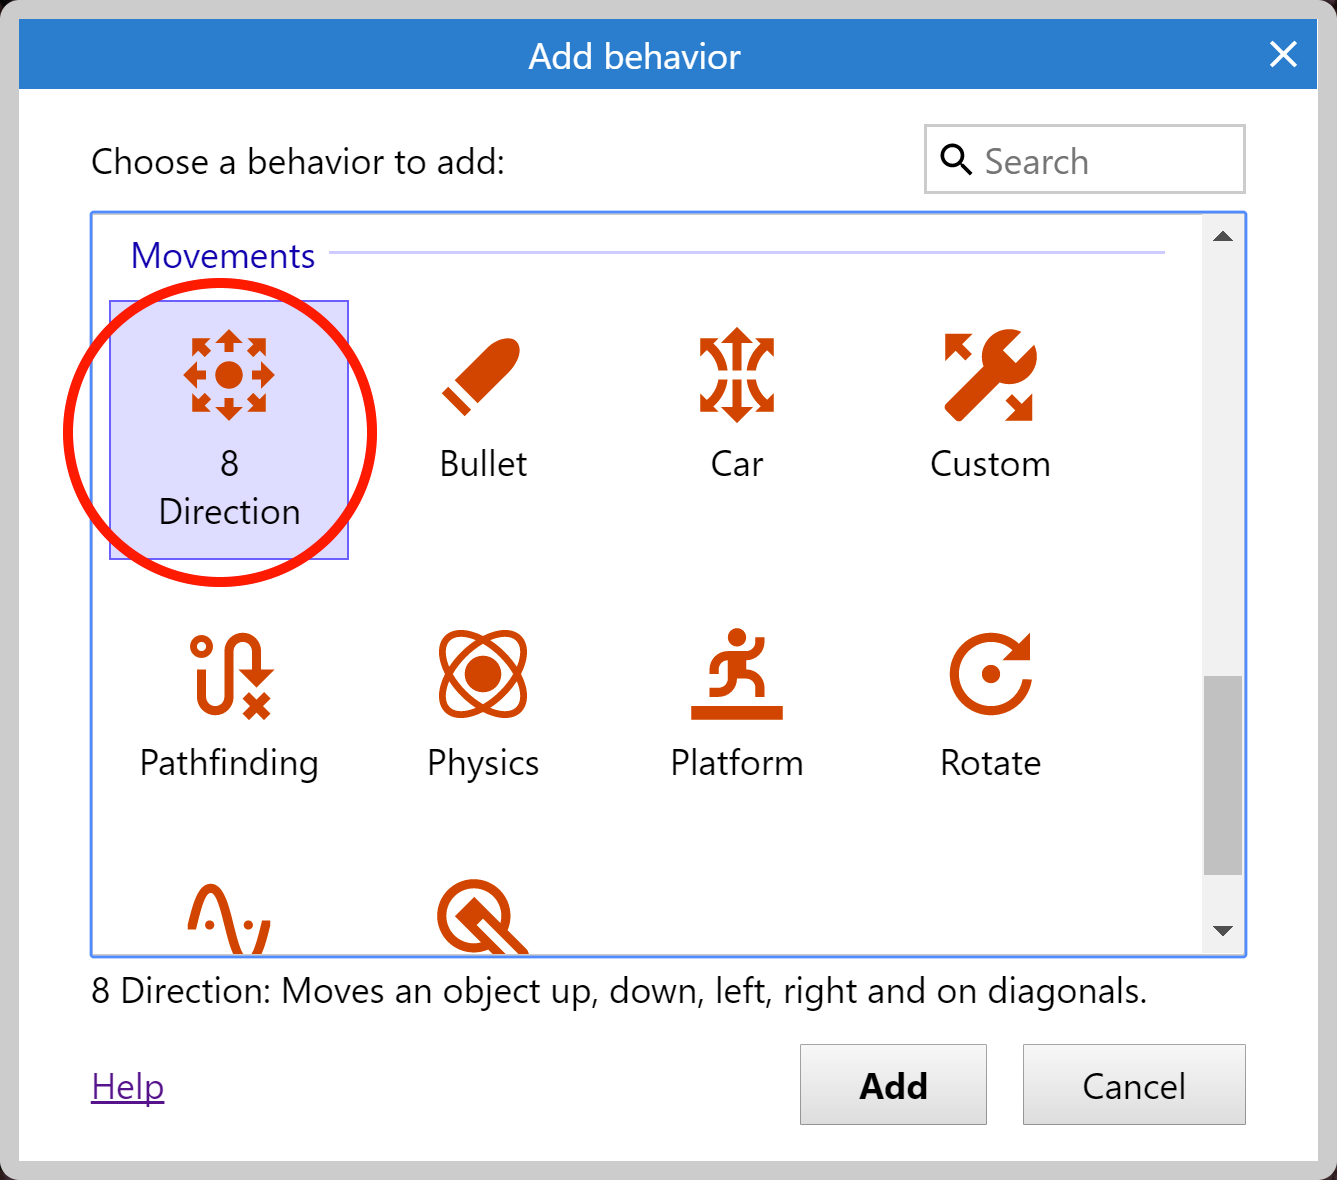 Add behavior
Choose a behavior to add:
Search
Movements
8
Direction
Bullet
Car
Custom
Pathfinding
Physics
Platform
Rotate
8 Direction: Moves an object up, down, left, right and on diagonals.
Help
Add
Cancel